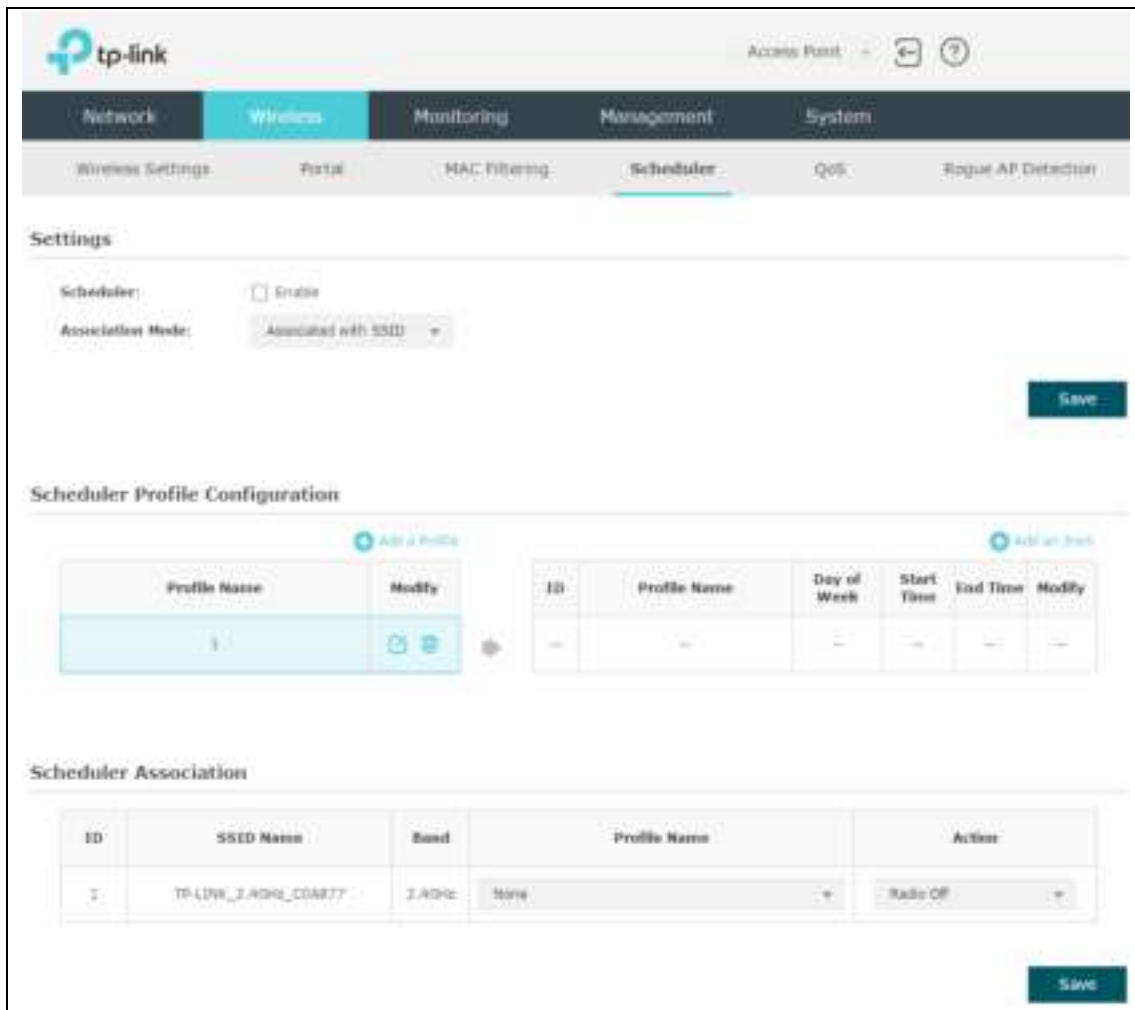 tp-link
Access Point
Network Wireless Monitoring Management System
Wireless Settings Portal MAC Filtering Scheduler QoS Rogue AP Detection
Settings
Scheduler: Enable
Association Mode: Associated with SSID
Save
Scheduler Profile Configuration
Add a Profile
Add an Item
Profile Name Modify
ID Profile Name Day of Week Start Time End Time Modify
1
-- -- -- -- -- --
Scheduler Association
ID SSID Name Band Profile Name Action
1 2.4GHz None Radio Off
Save